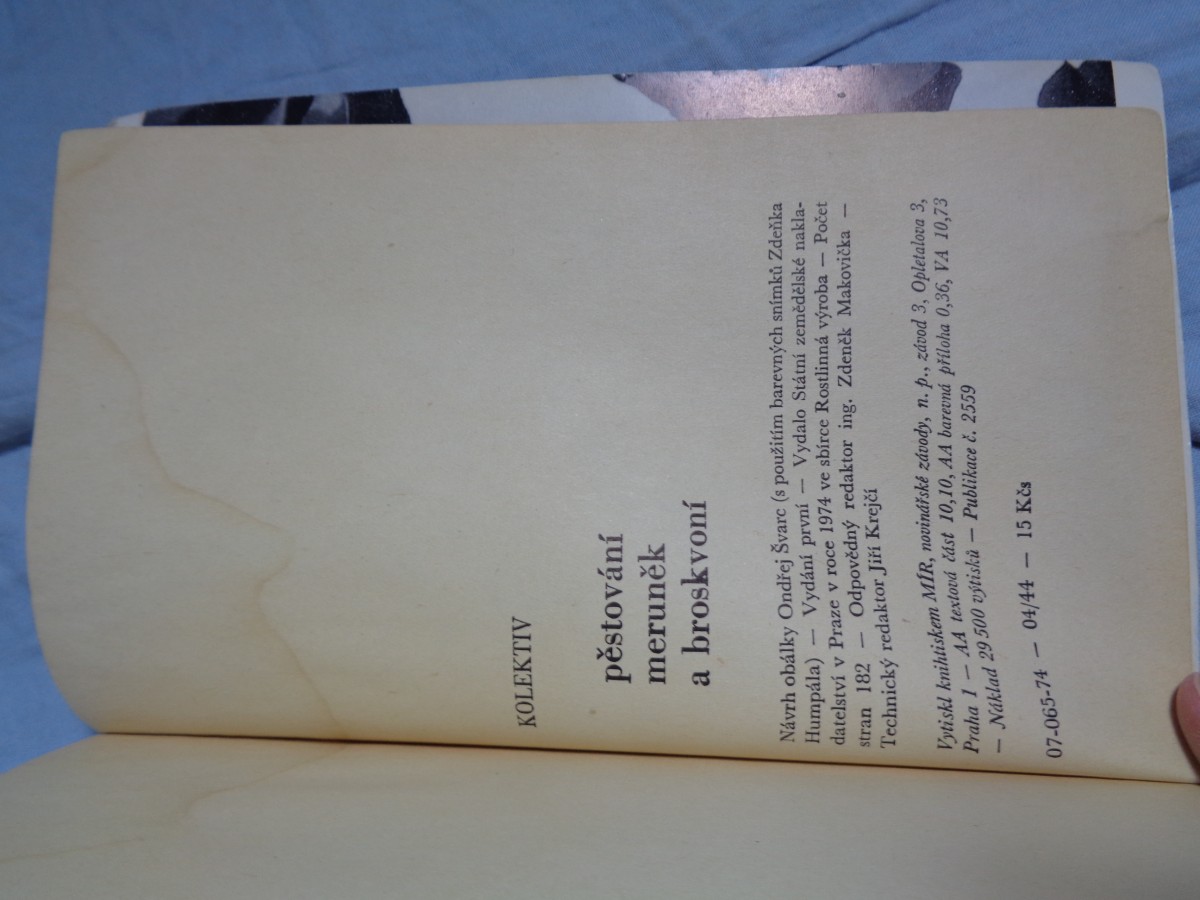 KOLEKTIV
pěstování
meruněk
a broskvoní
Návrh obálky Ondřej Švarc (s použitím barevných snímků Zdeňka
Humpála) — Vydání první — Vydalo Státní zemědělské nakla-
datelství v Praze v roce 1974 ve sbírce Rostlinná výroba — Počet
stran 182 — Odpovědný redaktor ing. Zdeněk Makovička —
Technický redaktor Jiří Krejčí
Vytiskl knihtiskem MÍR, novinářské závody, n. p., závod 3, Opletalova 3,
Praha 1 — AA textová část 10,10, AA barevná příloha 0,36, VA 10,73
— Náklad 29 500 výtisků — Publikace č. 2559
07-065-74 — 04/44 — 15 Kčs